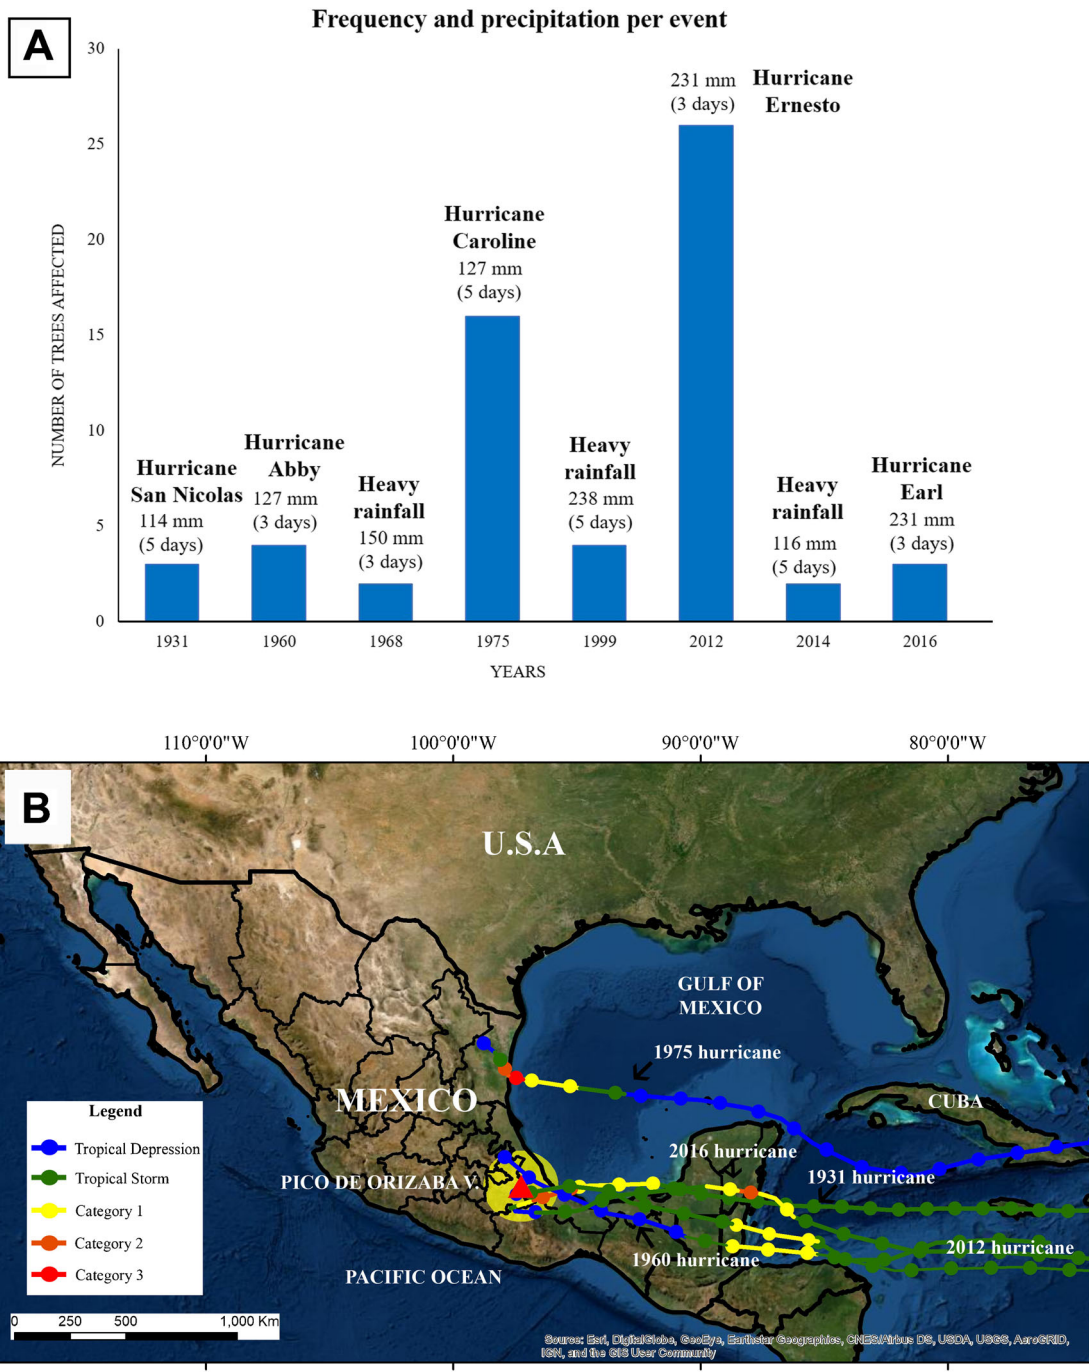 Frequency and precipitation per event
A
30
25
20
15
10
5
0
NUMBER OF TREES AFFECTED
Hurricane
San Nicolas
114 mm
(5 days)
Hurricane
Abby
127 mm
(3 days)
Heavy
rainfall
150 mm
(3 days)
Hurricane
Caroline
127 mm
(5 days)
Heavy
rainfall
238 mm
(5 days)
231 mm
(3 days)
Hurricane
Ernesto
Heavy
rainfall
116 mm
(5 days)
Hurricane
Earl
231 mm
(3 days)
1931 1960 1968 1975 1999 2012 2014 2016
YEARS
110°0'0"W 100°0'0"W 90°0'0"W 80°0'0"W
B
U.S.A
GULF OF
MEXICO
1975 hurricane
MEXICO
CUBA
2016 hurricane
1931 hurricane
PICO DE ORIZABA V.
2012 hurricane
1960 hurricane
PACIFIC OCEAN
Legend
Tropical Depression
Tropical Storm
Category 1
Category 2
Category 3
0 250 500 1,000 Km
Source: Esri, DigitalGlobe, GeoEye, Earthstar Geographics, CNES/Airbus DS, USDA, USGS, AeroGRID,
IGN, and the GIS User Community